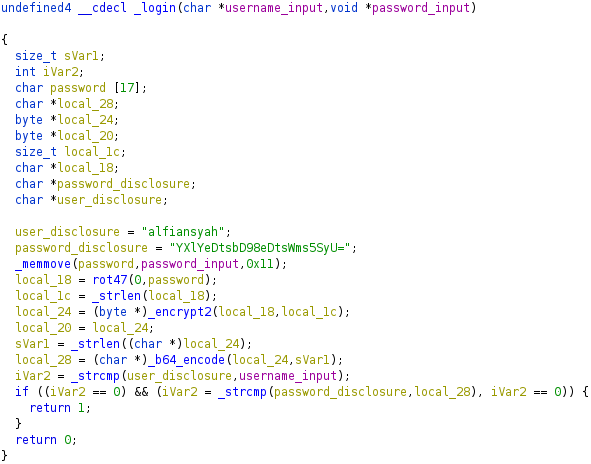 undefined4 __cdecl _login(char *username_input,void *password_input)
{
size_t sVar1;
int iVar2;
char password [17];
char *local_28;
byte *local_24;
byte *local_20;
size_t local_1c;
char *local_18;
char *password_disclosure;
char *user_disclosure;
user_disclosure = "alfiansyah";
password_disclosure = "YXlYeDtsbD98eDtsWms5SyU=";
_memmove(password,password_input,0x11);
local_18 = rot47(0,password);
local_1c = _strlen(local_18);
local_24 = (byte *)_encrypt2(local_18,local_1c);
local_20 = local_24;
sVar1 = _strlen((char *)local_24);
local_28 = (char *)_b64_encode(local_24,sVar1);
iVar2 = _strcmp(user_disclosure,username_input);
if ((iVar2 == 0) && (iVar2 = _strcmp(password_disclosure,local_28), iVar2 == 0)) {
return 1;
}
return 0;
}